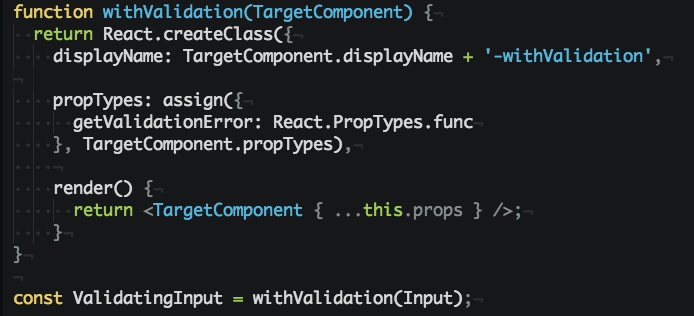 function withValidation(TargetComponent) {
  return React.createClass({
    displayName: TargetComponent.displayName + '-withValidation',

    propTypes: assign({
      getValidationError: React.PropTypes.func
    }, TargetComponent.propTypes),

    render() {
      return <TargetComponent { ...this.props } />;
    }
}

const ValidatingInput = withValidation(Input);